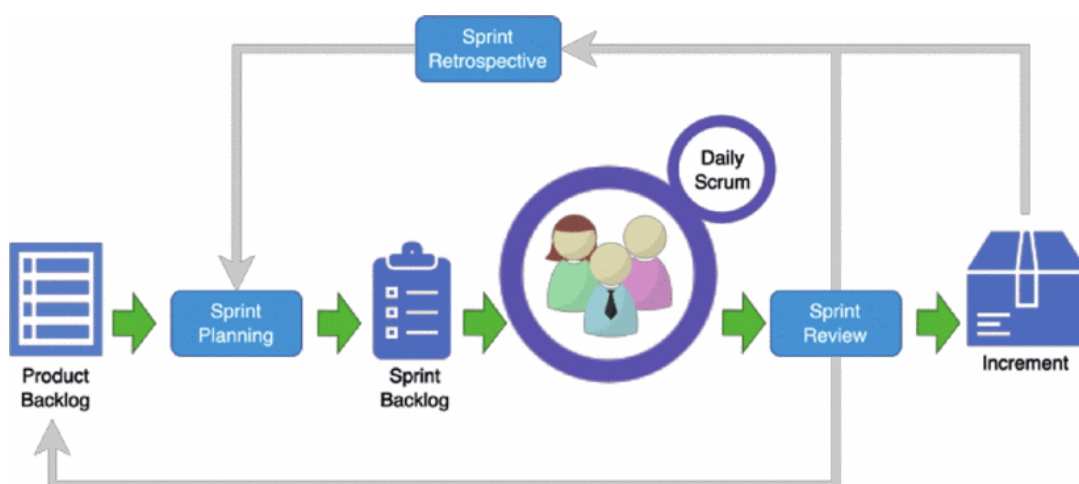 Sprint
Retrospective
Daily
Scrum
Product
Backlog
Sprint
Planning
Sprint
Backlog
Sprint
Review
Increment